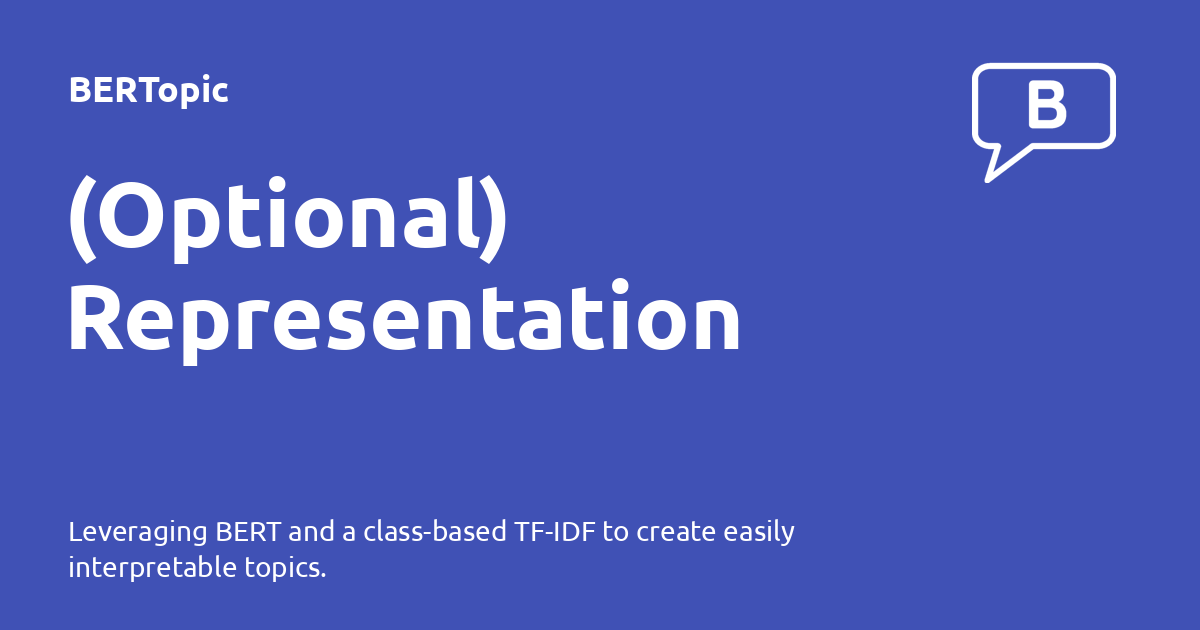 BERTopic
B
(Optional)
Representation
Leveraging BERT and a class-based TF-IDF to create easily
interpretable topics.